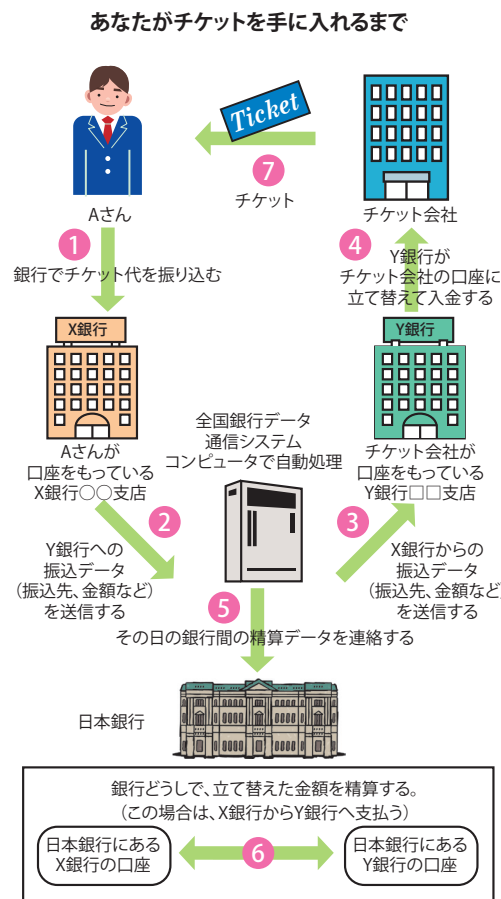 あなたがチケットを手に入れるまで
Ticket
⑦
チケット
Aさん
チケット会社
①
銀行でチケット代を振り込む
④
Y銀行が
チケット会社の口座に
立て替えて入金する
X銀行
Y銀行
Aさんが
口座をもっている
X銀行○○支店
全国銀行データ
通信システム
コンピュータで自動処理
チケット会社が
口座をもっている
Y銀行□□支店
②
Y銀行への
振込データ
(振込先、金額など)
を送信する
③
X銀行からの
振込データ
(振込先、金額など)
を送信する
⑤
その日の銀行間の精算データを連絡する
日本銀行
銀行どうしで、立て替えた金額を精算する。
(この場合は、X銀行からY銀行へ支払う)
日本銀行にある
X銀行の口座
⑥
日本銀行にある
Y銀行の口座